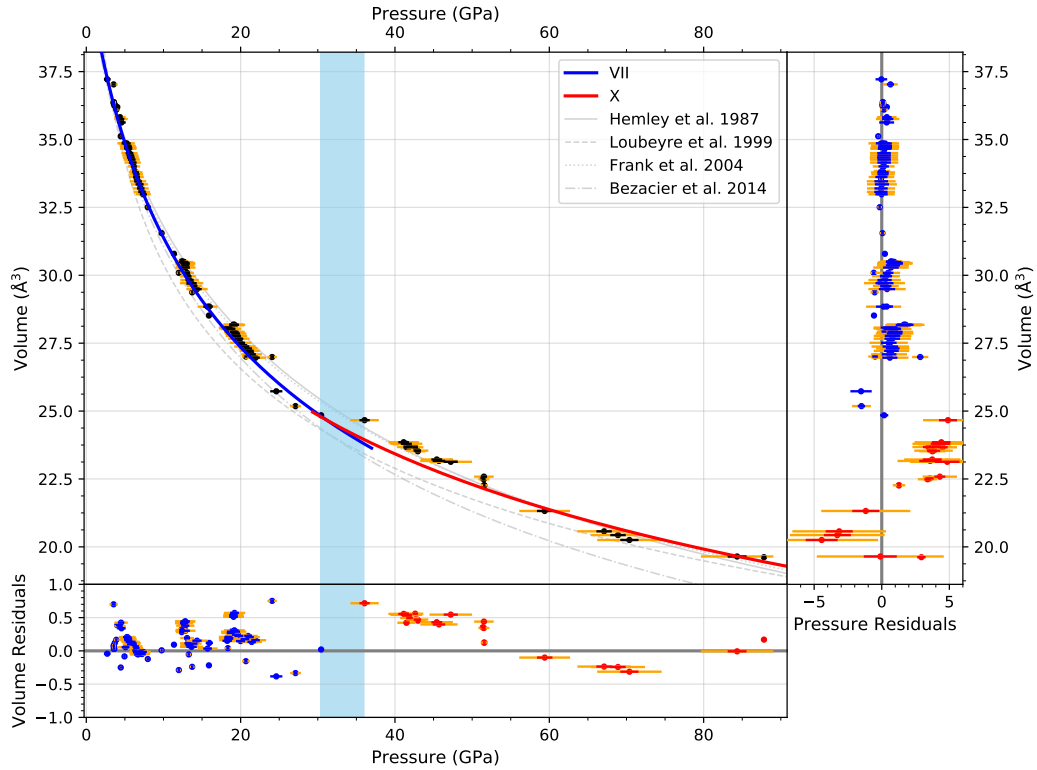 Pressure (GPa)
0 20 40 60 80
37.5
35.0
32.5
30.0
27.5
25.0
22.5
20.0
Volume (Å³)
VII
X
Hemley et al. 1987
Loubeyre et al. 1999
Frank et al. 2004
Bezacier et al. 2014
37.5
35.0
32.5
30.0
27.5
25.0
22.5
20.0
Volume (Å³)
−5 0 5
Pressure Residuals
1.0
0.5
0.0
−0.5
−1.0
Volume Residuals
0 20 40 60 80
Pressure (GPa)